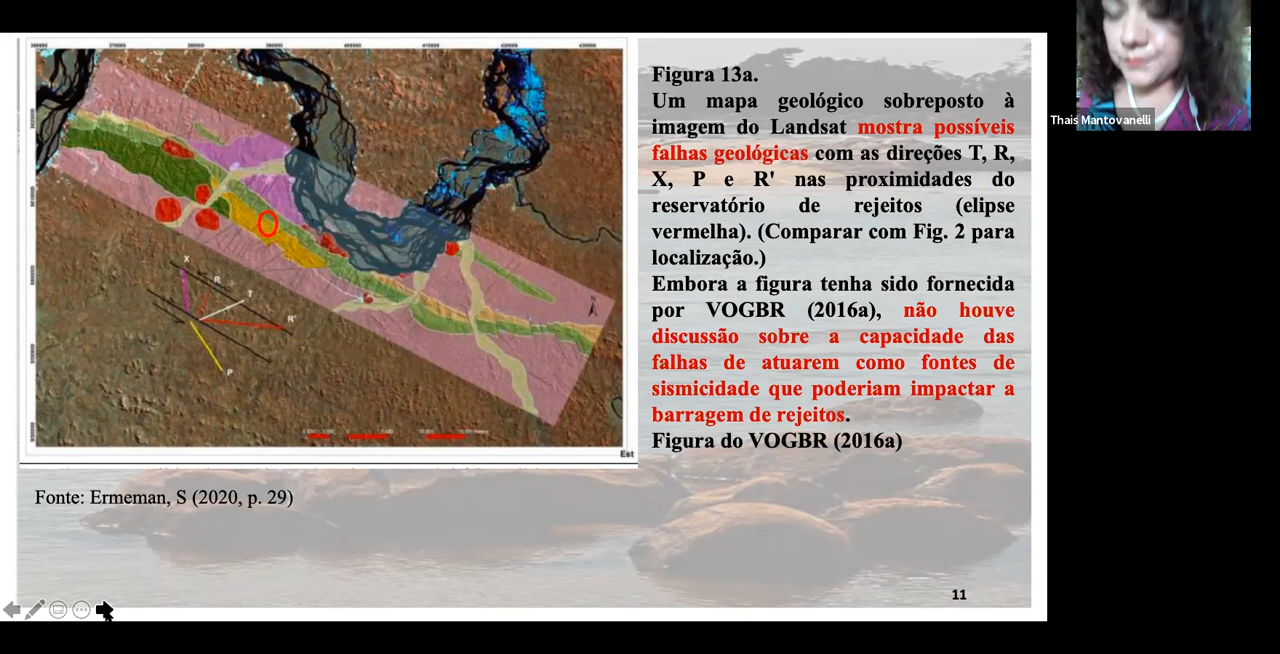 Figura 13a.
Um mapa geológico sobreposto à
imagem do Landsat mostra possíveis
falhas geológicas com as direções T, R,
X, P e R' nas proximidades do
reservatório de rejeitos (elipse
vermelha). (Comparar com Fig. 2 para
localização.)
Embora a figura tenha sido fornecida
por VOGBR (2016a), não houve
discussão sobre a capacidade das
falhas de atuarem como fontes de
sismicidade que poderiam impactar a
barragem de rejeitos.
Figura do VOGBR (2016a)
Thais Mantovanelli
X
R
T
R'
P
N
Est
Fonte: Ermeman, S (2020, p. 29)
11